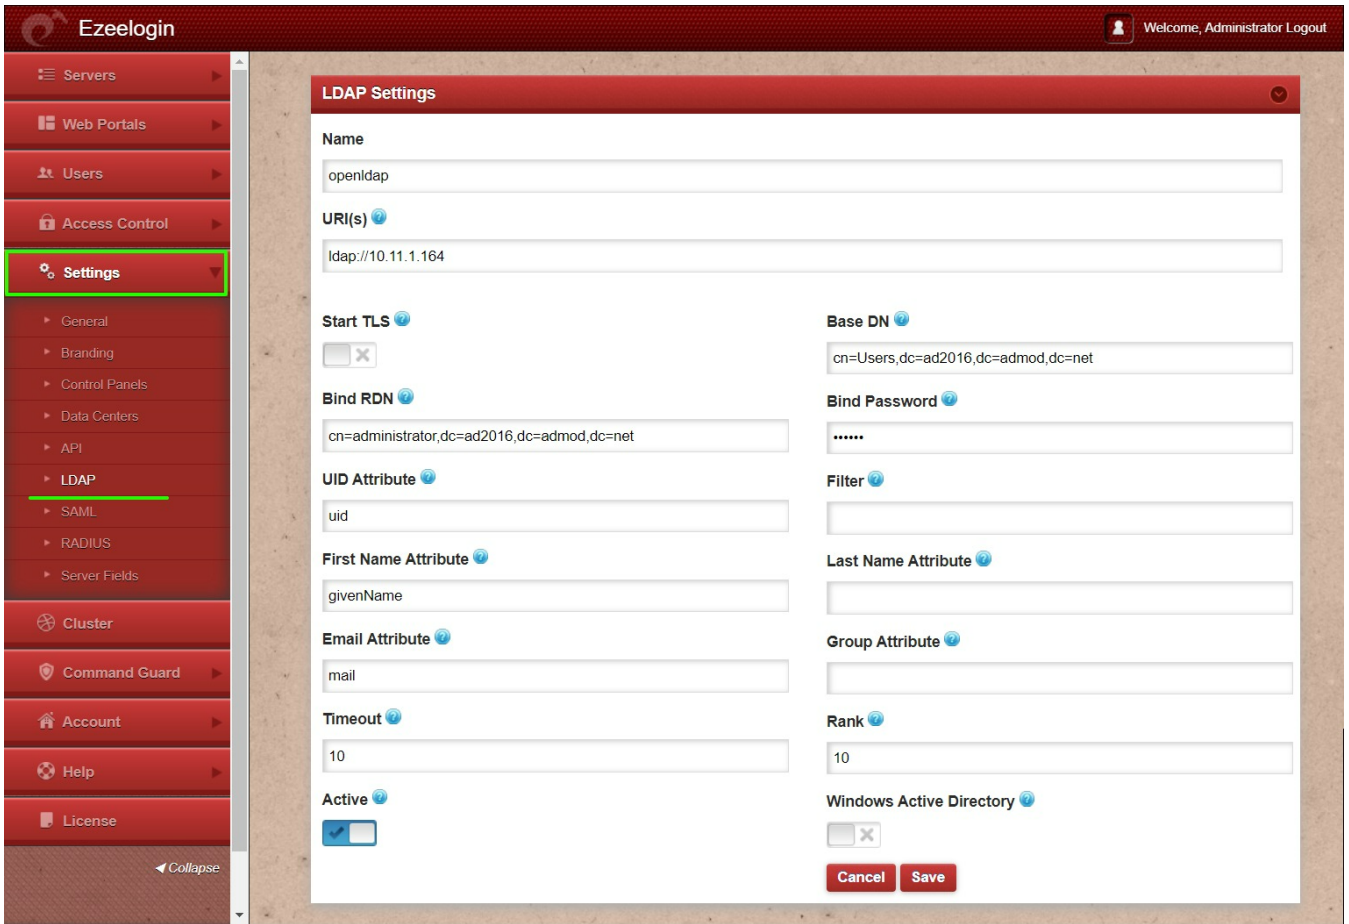 Ezeelogin
Welcome, Administrator Logout
Servers
Web Portals
Users
Access Control
Settings
General
Branding
Control Panels
Data Centers
API
LDAP
SAML
RADIUS
Server Fields
Cluster
Command Guard
Account
Help
License
Collapse
LDAP Settings
Name
openldap
URI(s)
ldap://10.11.1.164
Start TLS
Base DN
cn=Users,dc=ad2016,dc=admod,dc=net
Bind RDN
Bind Password
cn=administrator,dc=ad2016,dc=admod,dc=net
••••••
UID Attribute
Filter
uid
First Name Attribute
Last Name Attribute
givenName
Email Attribute
Group Attribute
mail
Timeout
Rank
10
10
Active
Windows Active Directory
Cancel
Save